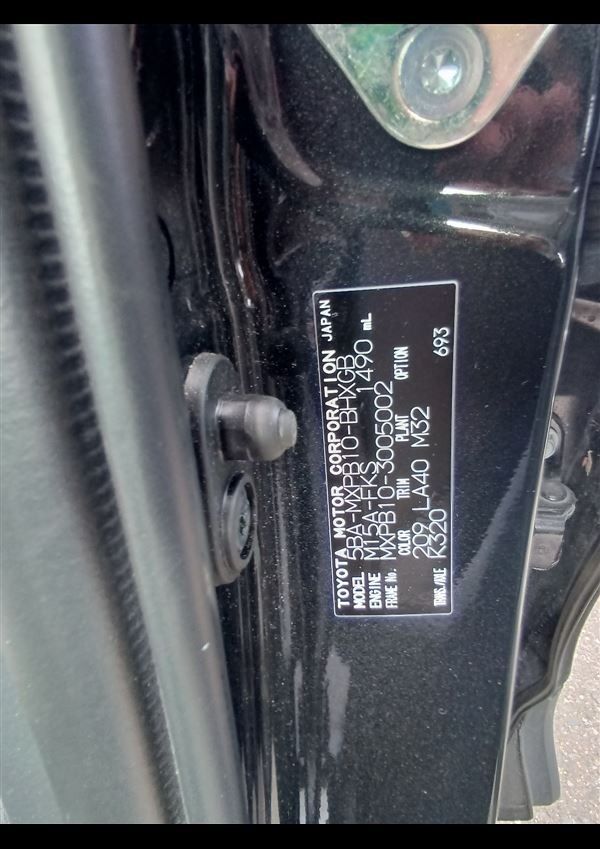 TOYOTA MOTOR CORPORATION JAPAN
MODEL 5BA-MXPB10-BHXGB
ENGINE M15A-FKS 1490 mL
FRAME No. MXPB10-3005002
COLOR TRIM PLANT OPTION
209 LA40 M32
TRANS./AXLE K320 693